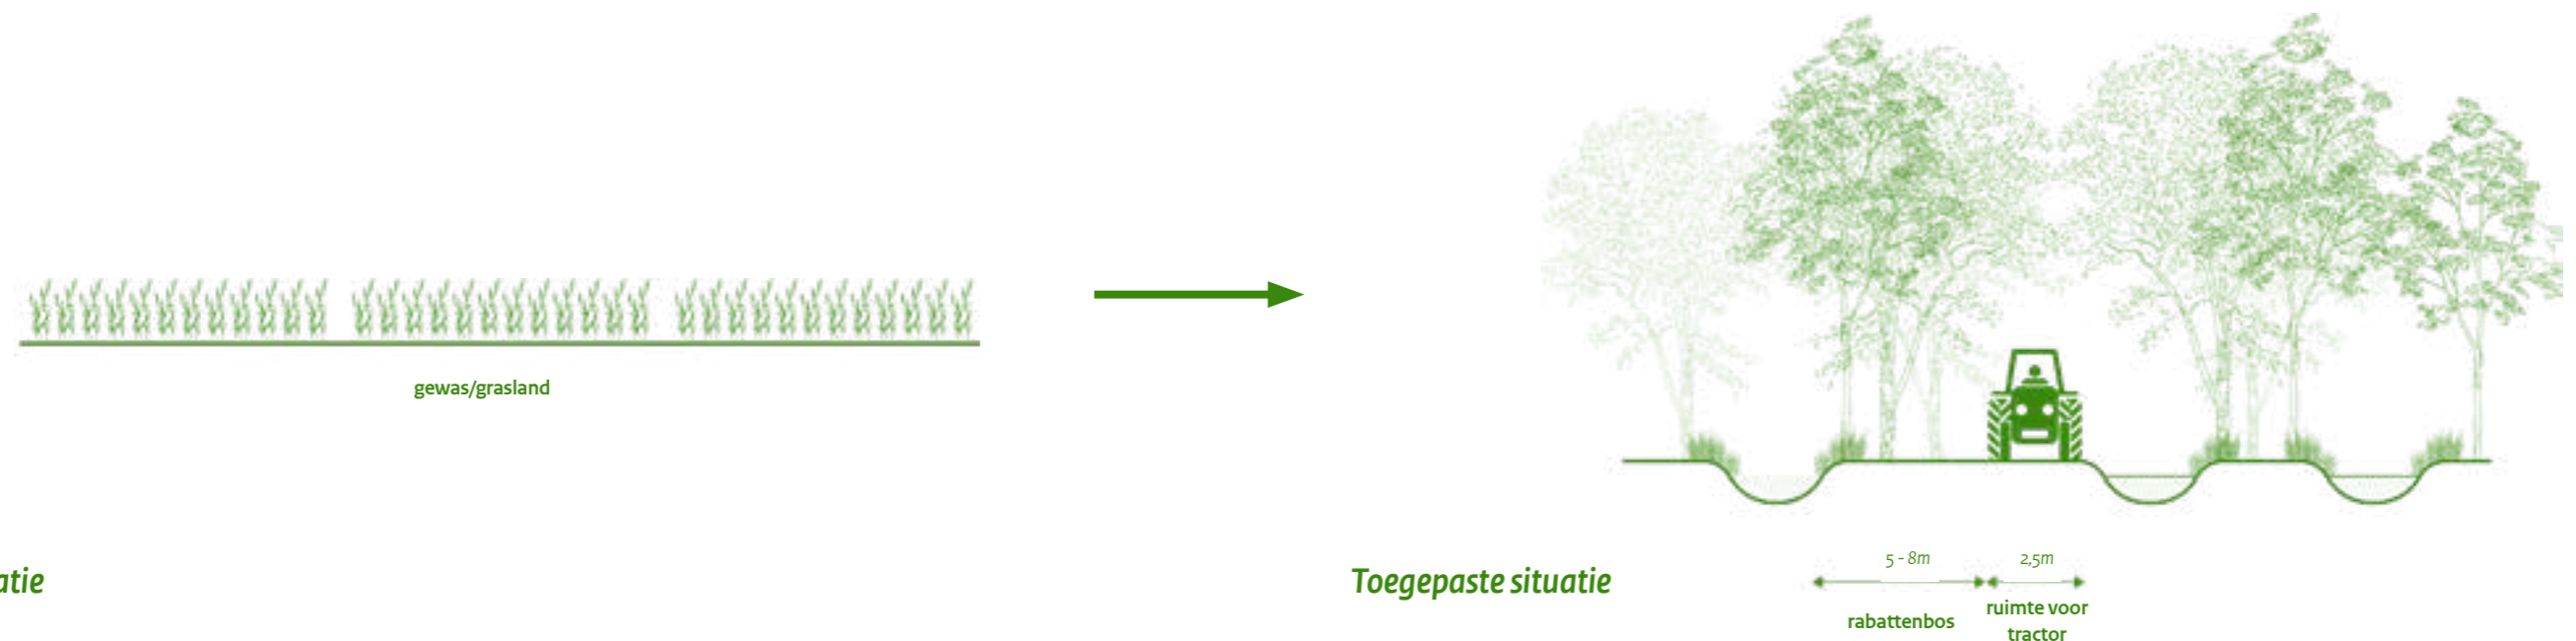 gewas/grasland
atie
Toegepaste situatie
5 - 8m
2,5m
rabattenbos
ruimte voor
tractor